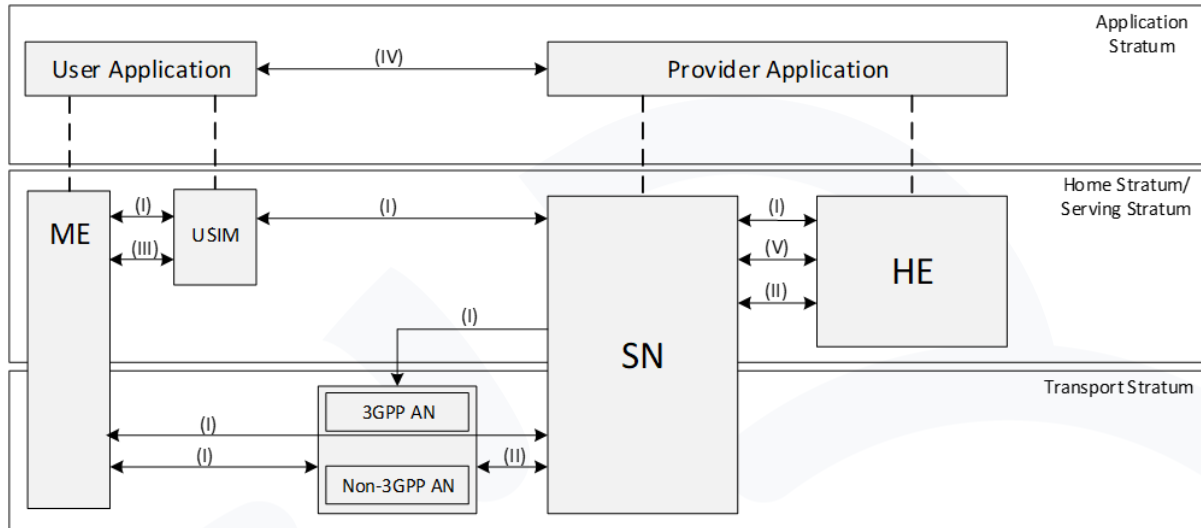 Application
Stratum
User Application
(IV)
Provider Application
Home Stratum/
Serving Stratum
ME
(I)
(III)
USIM
(I)
(I)
(V)
(II)
HE
(I)
SN
Transport Stratum
3GPP AN
(I)
(I)
(II)
Non-3GPP AN